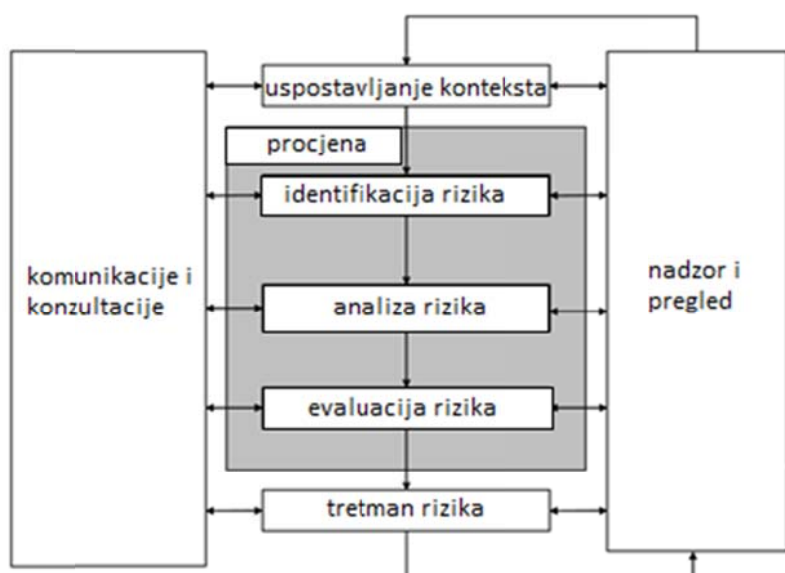 uspostavljanje konteksta
procjena
identifikacija rizika
komunikacije i
konzultacije
nadzor i
pregled
analiza rizika
evaluacija rizika
tretman rizika